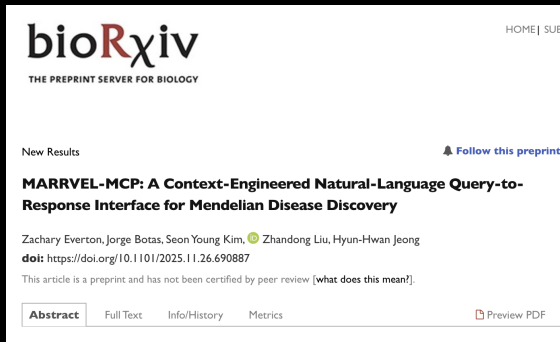 bioRxiv
HOME| SUB
THE PREPRINT SERVER FOR BIOLOGY
New Results
Follow this preprint
MARRVEL-MCP: A Context-Engineered Natural-Language Query-to-
Response Interface for Mendelian Disease Discovery
Zachary Everton, Jorge Botas, Seon Young Kim, iD Zhandong Liu, Hyun-Hwan Jeong
doi: https://doi.org/10.1101/2025.11.26.690887
This article is a preprint and has not been certified by peer review [what does this mean?].
Abstract Full Text Info/History Metrics Preview PDF